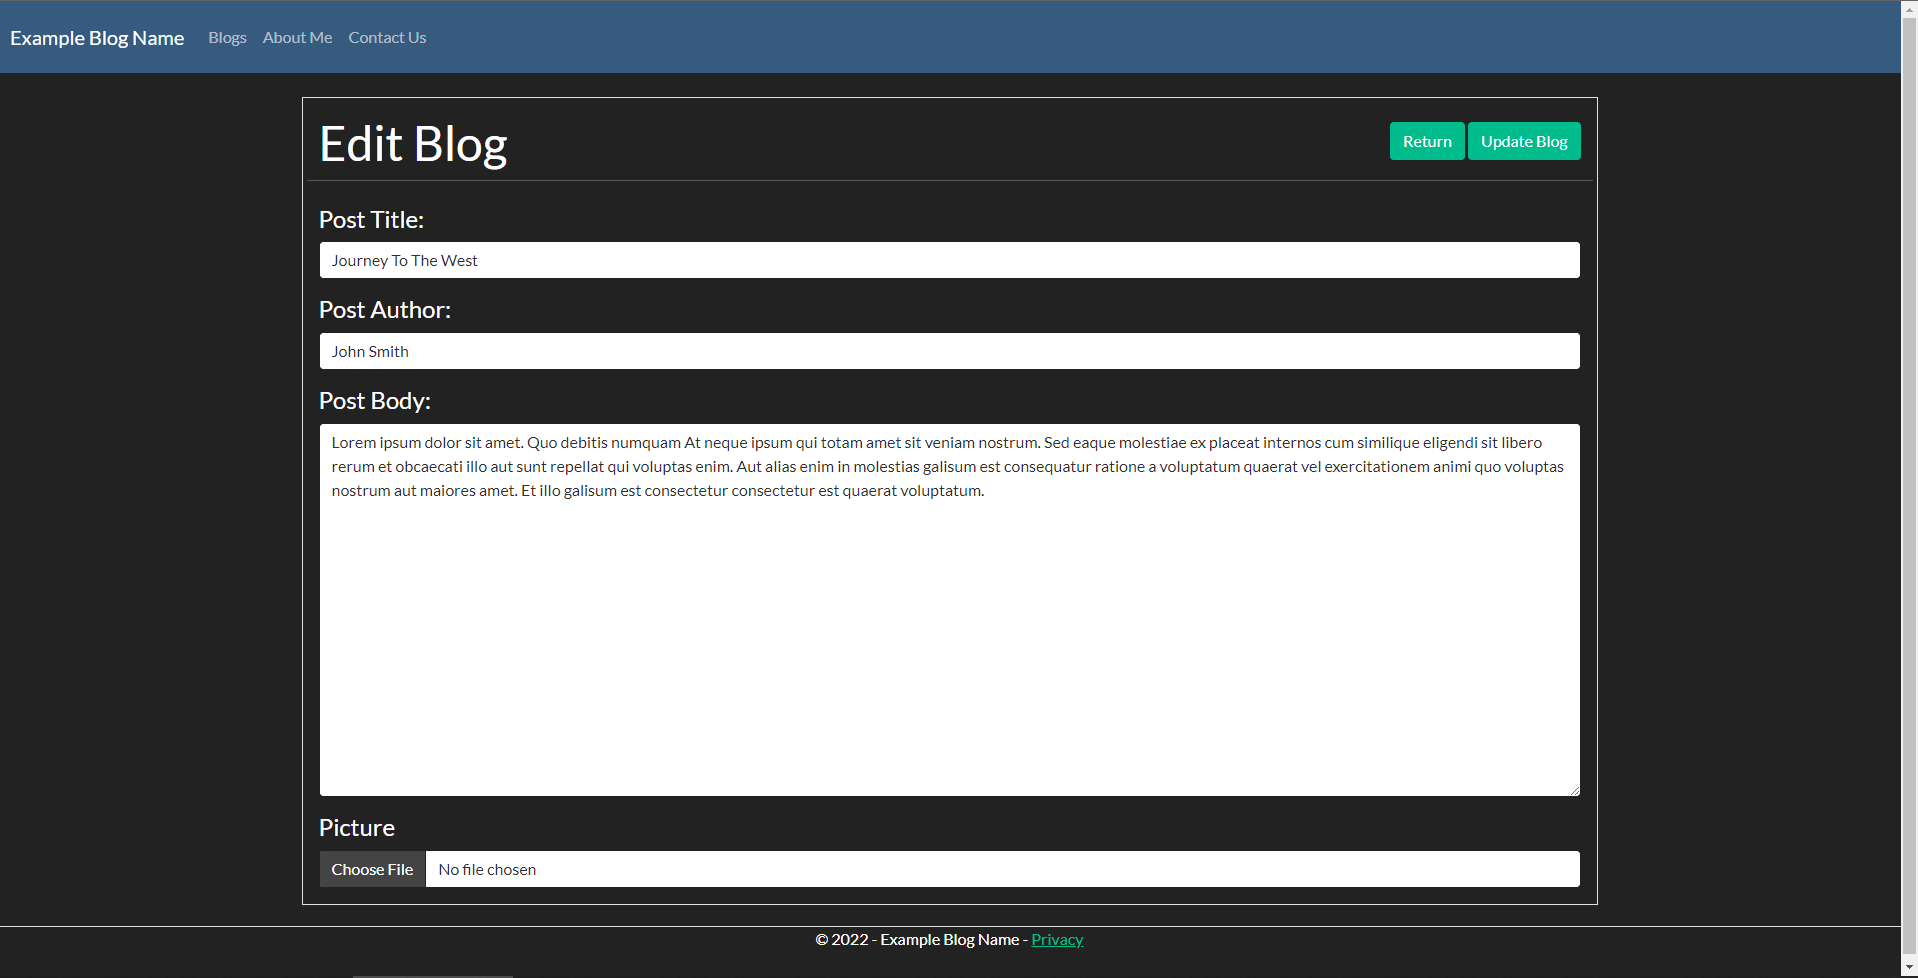 Example Blog Name Blogs About Me Contact Us
Edit Blog
Return Update Blog
Post Title:
Journey To The West
Post Author:
John Smith
Post Body:
Lorem ipsum dolor sit amet. Quo debitis numquam At neque ipsum qui totam amet sit veniam nostrum. Sed eaque molestiae ex placeat internos cum similique eligendi sit libero
rerum et obcaecati illo aut sunt repellat qui voluptas enim. Aut alias enim in molestias galisum est consequatur ratione a voluptatum quaerat vel exercitationem animi quo voluptas
nostrum aut maiores amet. Et illo galisum est consectetur consectetur est quaerat voluptatum.
Picture
Choose File No file chosen
© 2022 - Example Blog Name - Privacy